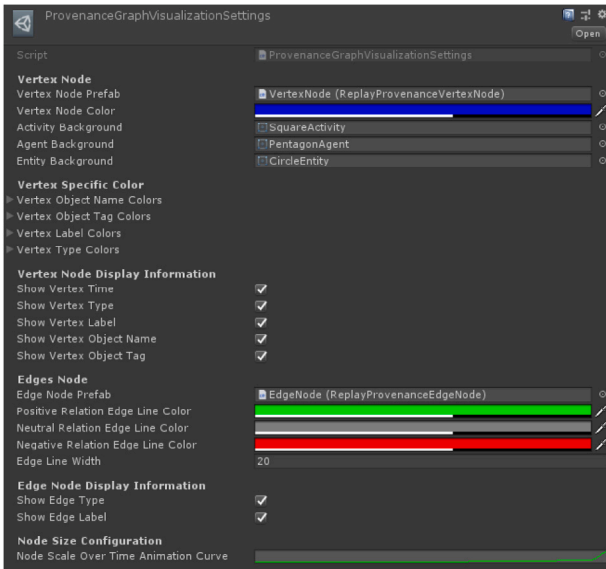 ProvenanceGraphVisualizationSettings
Open
Script ProvenanceGraphVisualizationSettings
Vertex Node
Vertex Node Prefab VertexNode (ReplayProvenanceVertexNode)
Vertex Node Color
Activity Background SquareActivity
Agent Background PentagonAgent
Entity Background CircleEntity
Vertex Specific Color
Vertex Object Name Colors
Vertex Object Tag Colors
Vertex Label Colors
Vertex Type Colors
Vertex Node Display Information
Show Vertex Time
Show Vertex Type
Show Vertex Label
Show Vertex Object Name
Show Vertex Object Tag
Edges Node
Edge Node Prefab EdgeNode (ReplayProvenanceEdgeNode)
Positive Relation Edge Line Color
Neutral Relation Edge Line Color
Negative Relation Edge Line Color
Edge Line Width 20
Edge Node Display Information
Show Edge Type
Show Edge Label
Node Size Configuration
Node Scale Over Time Animation Curve